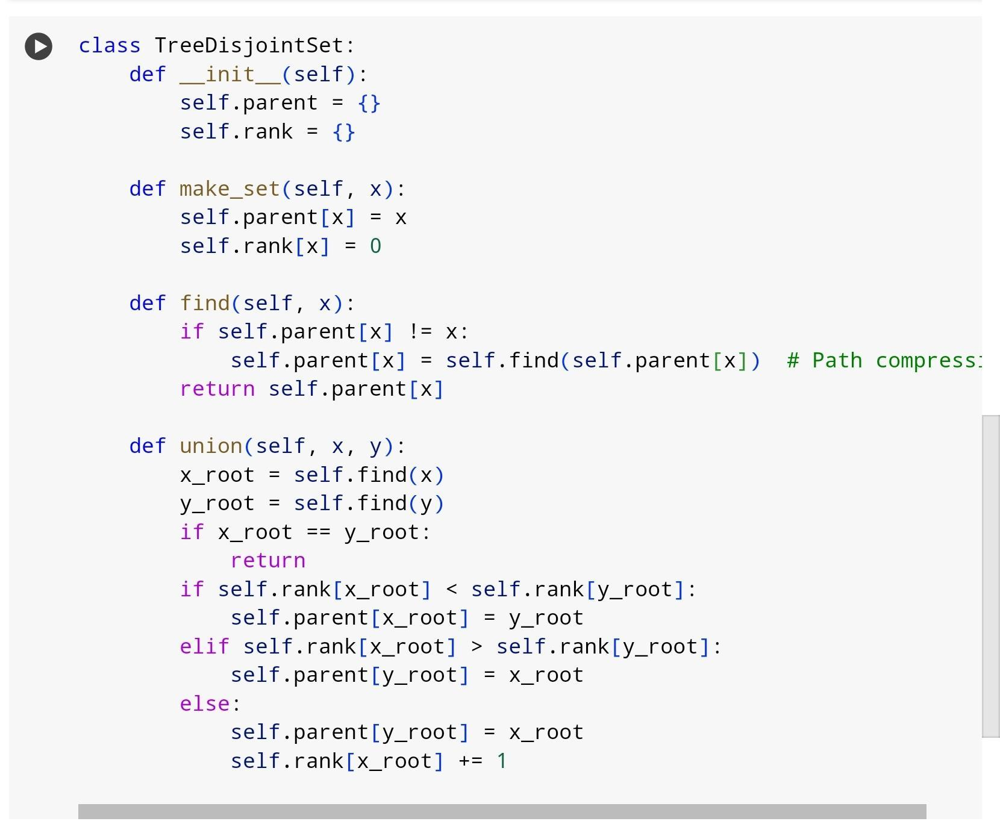 class TreeDisjointSet:
    def __init__(self):
        self.parent = {}
        self.rank = {}

    def make_set(self, x):
        self.parent[x] = x
        self.rank[x] = 0

    def find(self, x):
        if self.parent[x] != x:
            self.parent[x] = self.find(self.parent[x])  # Path
        return self.parent[x]

    def union(self, x, y):
        x_root = self.find(x)
        y_root = self.find(y)
        if x_root == y_root:
            return
        if self.rank[x_root] < self.rank[y_root]:
            self.parent[x_root] = y_root
        elif self.rank[x_root] > self.rank[y_root]:
            self.parent[y_root] = x_root
        else:
            self.parent[y_root] = x_root
            self.rank[x_root] += 1